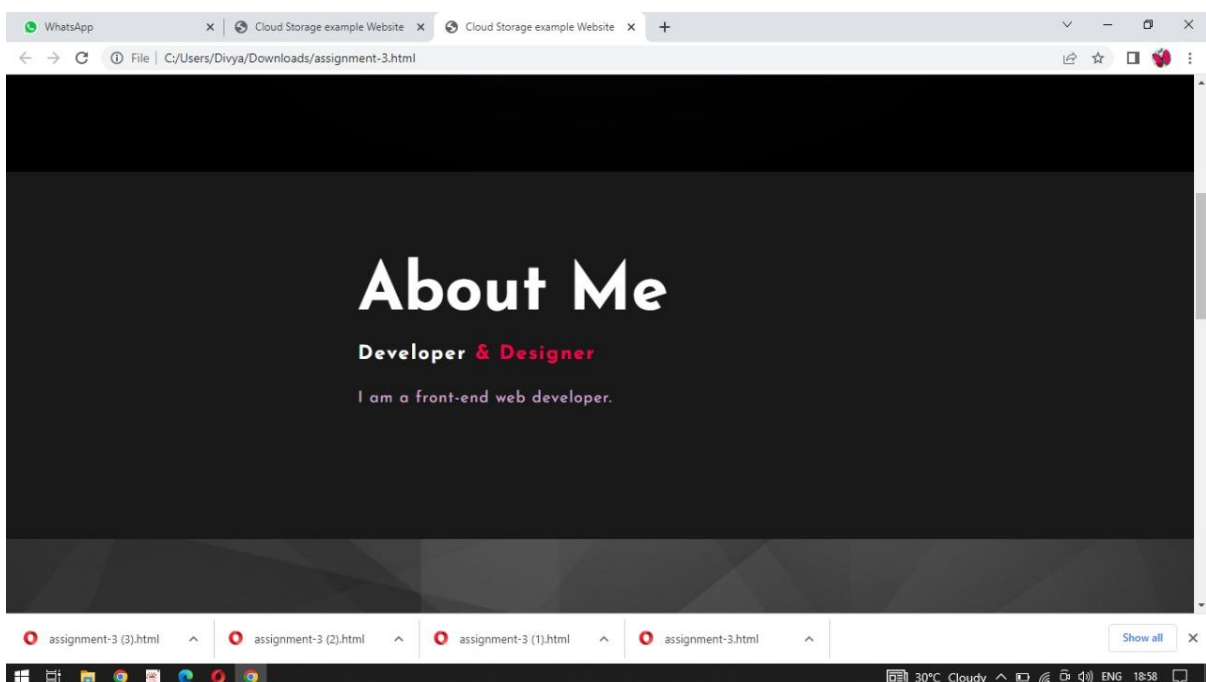 WhatsApp
Cloud Storage example Website
Cloud Storage example Website
File | C:/Users/Divya/Downloads/assignment-3.html
About Me
Developer & Designer
I am a front-end web developer.
assignment-3 (3).html
assignment-3 (2).html
assignment-3 (1).html
assignment-3.html
Show all
30°C Cloudy
ENG
18:58